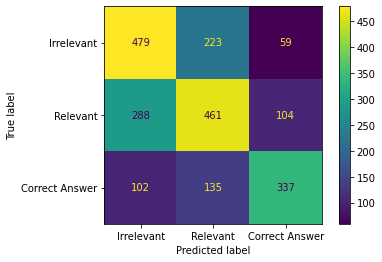 Irrelevant 479 223 59
Relevant 288 461 104
Correct Answer 102 135 337
Irrelevant Relevant Correct Answer
Predicted label
True label
450
400
350
300
250
200
150
100